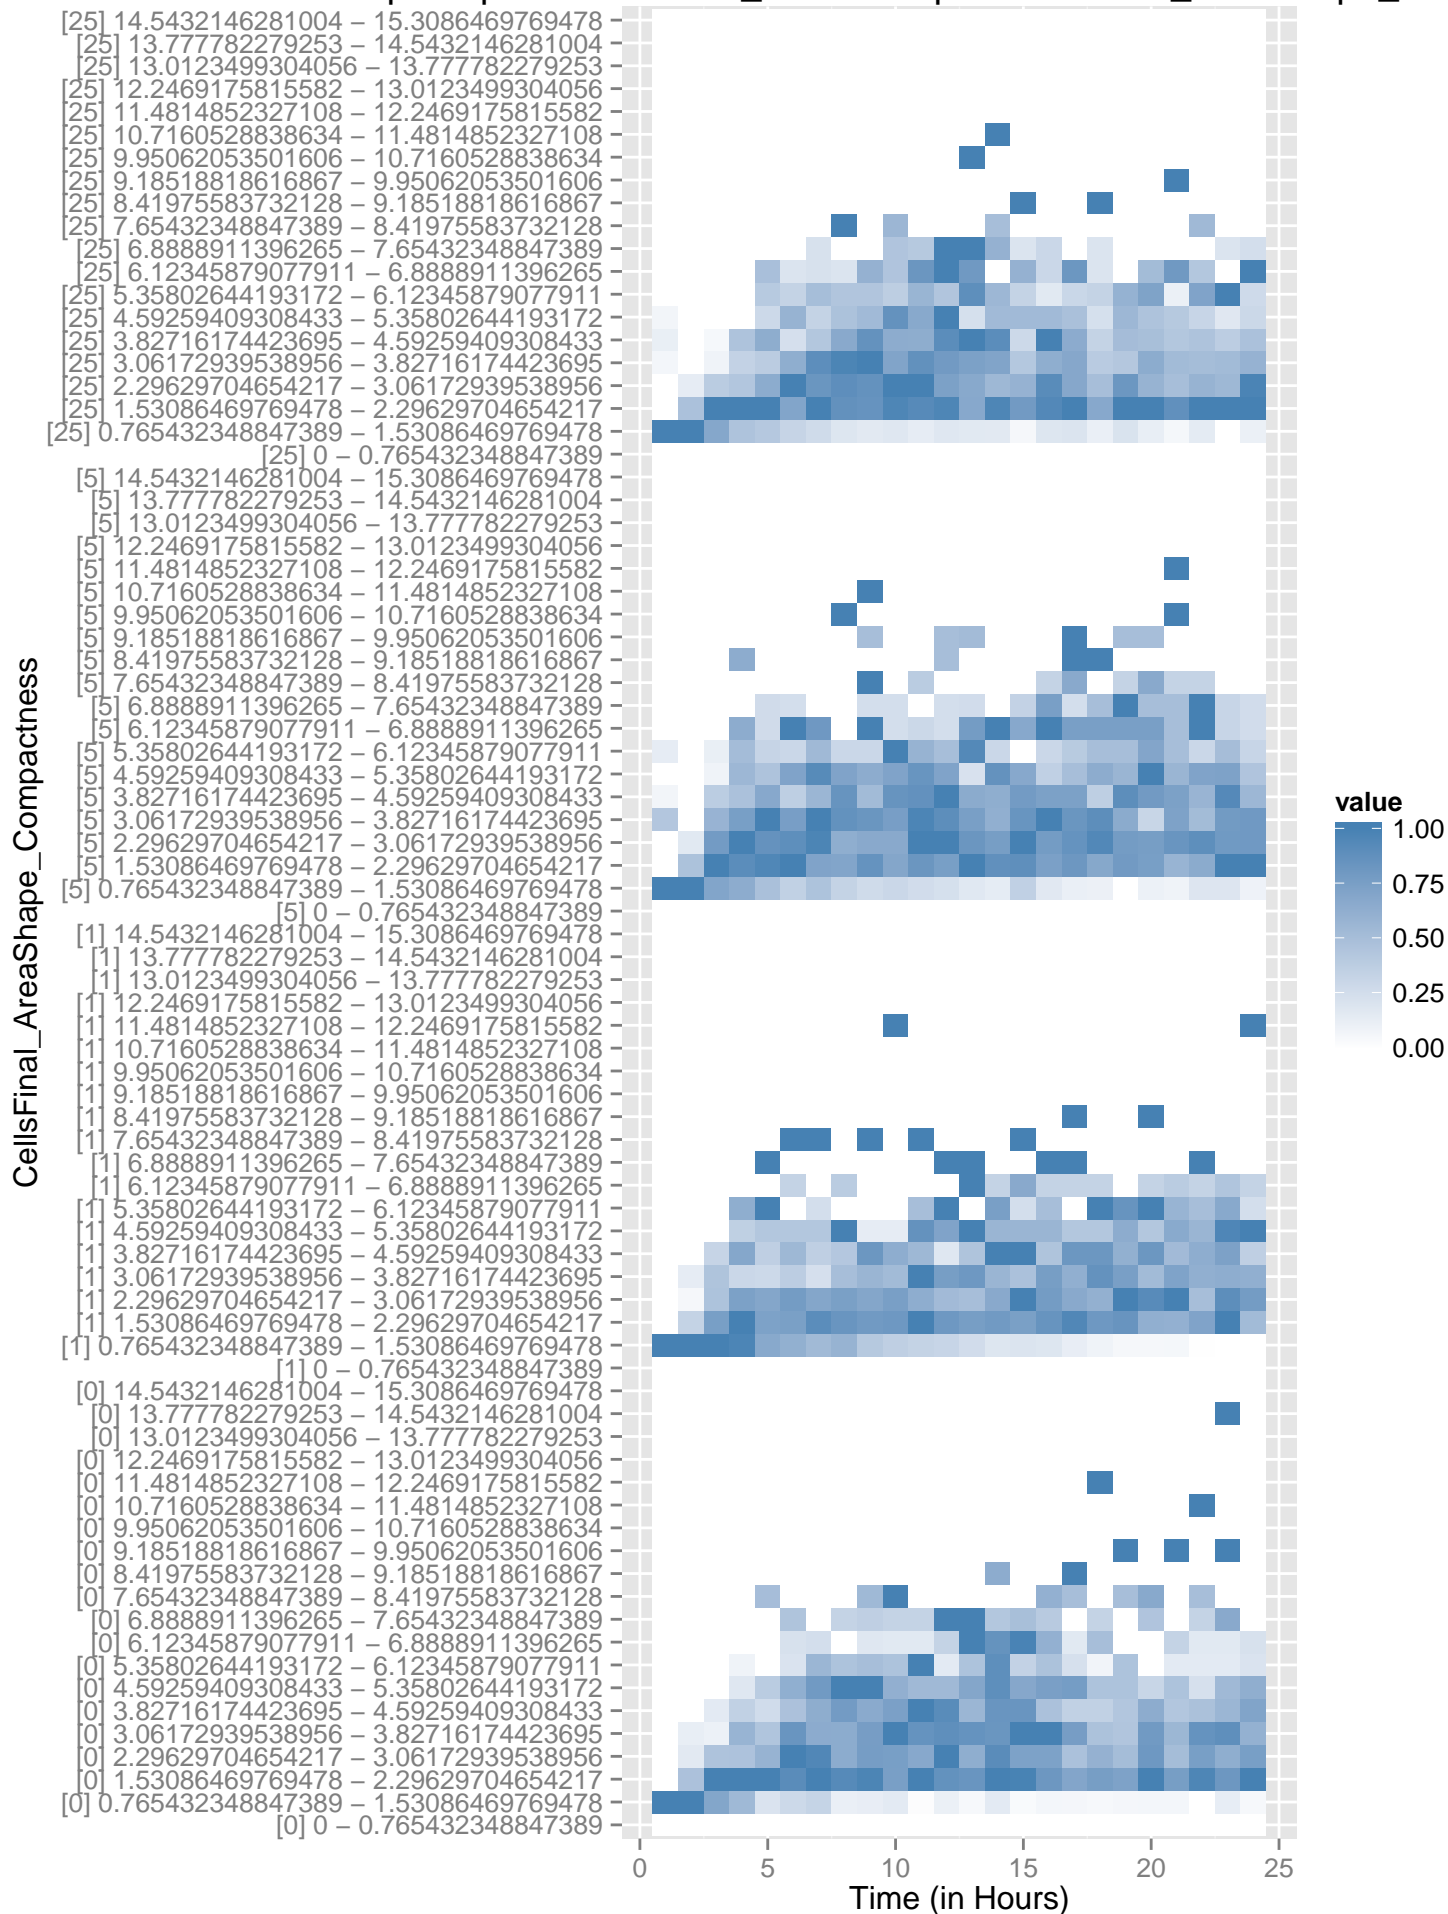 [25] 14.5432146281004 – 15.3086469769478
[25] 13.777782279253 – 14.5432146281004
[25] 13.0123499304056 – 13.777782279253
[25] 12.2469175815582 – 13.0123499304056
[25] 11.4814852327108 – 12.2469175815582
[25] 10.7160528838634 – 11.4814852327108
[25] 9.95062053501606 – 10.7160528838634
[25] 9.18518818616867 – 9.95062053501606
[25] 8.41975583732128 – 9.18518818616867
[25] 7.65432348847389 – 8.41975583732128
[25] 6.8888911396265 – 7.65432348847389
[25] 6.12345879077911 – 6.8888911396265
[25] 5.35802644193172 – 6.12345879077911
[25] 4.59259409308433 – 5.35802644193172
[25] 3.82716174423695 – 4.59259409308433
[25] 3.06172939538956 – 3.82716174423695
[25] 2.29629704654217 – 3.06172939538956
[25] 1.53086469769478 – 2.29629704654217
[25] 0.765432348847389 – 1.53086469769478
[25] 0 – 0.765432348847389
[5] 14.5432146281004 – 15.3086469769478
[5] 13.777782279253 – 14.5432146281004
[5] 13.0123499304056 – 13.777782279253
[5] 12.2469175815582 – 13.0123499304056
[5] 11.4814852327108 – 12.2469175815582
[5] 10.7160528838634 – 11.4814852327108
[5] 9.95062053501606 – 10.7160528838634
[5] 9.18518818616867 – 9.95062053501606
[5] 8.41975583732128 – 9.18518818616867
[5] 7.65432348847389 – 8.41975583732128
[5] 6.8888911396265 – 7.65432348847389
[5] 6.12345879077911 – 6.8888911396265
[5] 5.35802644193172 – 6.12345879077911
[5] 4.59259409308433 – 5.35802644193172
[5] 3.82716174423695 – 4.59259409308433
[5] 3.06172939538956 – 3.82716174423695
[5] 2.29629704654217 – 3.06172939538956
[5] 1.53086469769478 – 2.29629704654217
[5] 0.765432348847389 – 1.53086469769478
[5] 0 – 0.765432348847389
[1] 14.5432146281004 – 15.3086469769478
[1] 13.777782279253 – 14.5432146281004
[1] 13.0123499304056 – 13.777782279253
[1] 12.2469175815582 – 13.0123499304056
[1] 11.4814852327108 – 12.2469175815582
[1] 10.7160528838634 – 11.4814852327108
[1] 9.95062053501606 – 10.7160528838634
[1] 9.18518818616867 – 9.95062053501606
[1] 8.41975583732128 – 9.18518818616867
[1] 7.65432348847389 – 8.41975583732128
[1] 6.8888911396265 – 7.65432348847389
[1] 6.12345879077911 – 6.8888911396265
[1] 5.35802644193172 – 6.12345879077911
[1] 4.59259409308433 – 5.35802644193172
[1] 3.82716174423695 – 4.59259409308433
[1] 3.06172939538956 – 3.82716174423695
[1] 2.29629704654217 – 3.06172939538956
[1] 1.53086469769478 – 2.29629704654217
[1] 0.765432348847389 – 1.53086469769478
[1] 0 – 0.765432348847389
[0] 14.5432146281004 – 15.3086469769478
[0] 13.777782279253 – 14.5432146281004
[0] 13.0123499304056 – 13.777782279253
[0] 12.2469175815582 – 13.0123499304056
[0] 11.4814852327108 – 12.2469175815582
[0] 10.7160528838634 – 11.4814852327108
[0] 9.95062053501606 – 10.7160528838634
[0] 9.18518818616867 – 9.95062053501606
[0] 8.41975583732128 – 9.18518818616867
[0] 7.65432348847389 – 8.41975583732128
[0] 6.8888911396265 – 7.65432348847389
[0] 6.12345879077911 – 6.8888911396265
[0] 5.35802644193172 – 6.12345879077911
[0] 4.59259409308433 – 5.35802644193172
[0] 3.82716174423695 – 4.59259409308433
[0] 3.06172939538956 – 3.82716174423695
[0] 2.29629704654217 – 3.06172939538956
[0] 1.53086469769478 – 2.29629704654217
[0] 0.765432348847389 – 1.53086469769478
[0] 0 – 0.765432348847389
CellsFinal_AreaShape_Compactness
0 5 10 15 20 25
Time (in Hours)
value
1.00
0.75
0.50
0.25
0.00